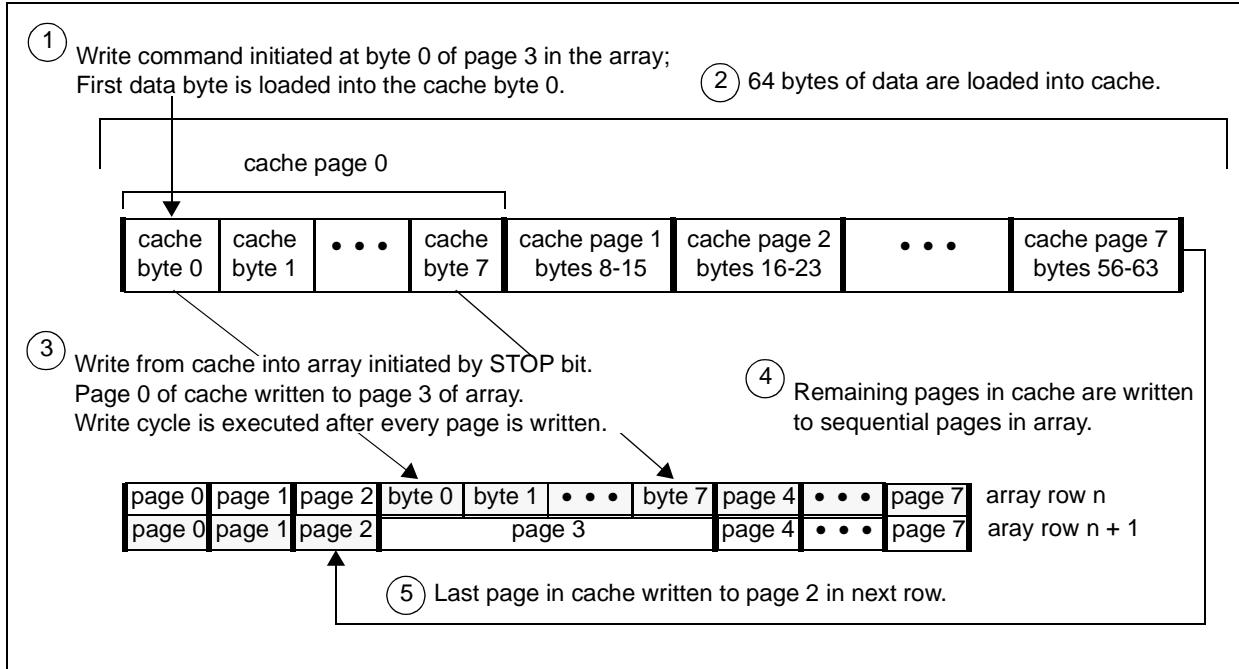 1 Write command initiated at byte 0 of page 3 in the array;
First data byte is loaded into the cache byte 0.
2 64 bytes of data are loaded into cache.
cache page 0
cache byte 0 cache byte 1 • • • cache byte 7 cache page 1 bytes 8-15 cache page 2 bytes 16-23 • • • cache page 7 bytes 56-63
3 Write from cache into array initiated by STOP bit.
Page 0 of cache written to page 3 of array.
Write cycle is executed after every page is written.
4 Remaining pages in cache are written
to sequential pages in array.
page 0 page 1 page 2 byte 0 byte 1 • • • byte 7 page 4 • • • page 7 array row n
page 0 page 1 page 2 page 3 page 4 • • • page 7 aray row n + 1
5 Last page in cache written to page 2 in next row.